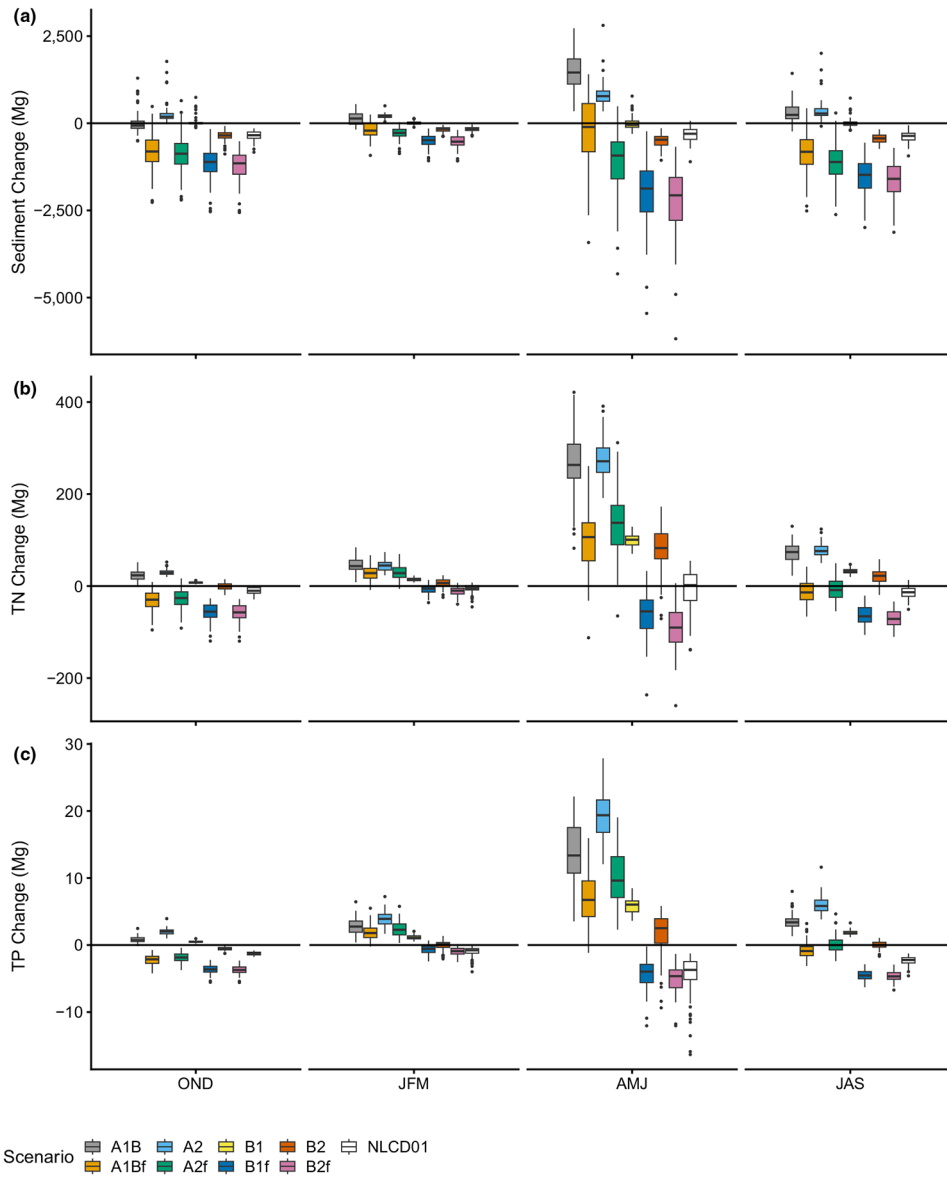 (a)
Sediment Change (Mg)
2,500
0
−2,500
−5,000
(b)
TN Change (Mg)
400
200
0
−200
(c)
TP Change (Mg)
30
20
10
0
−10
OND JFM AMJ JAS
Scenario
A1B A2 B1 B2 NLCD01
A1Bf A2f B1f B2f